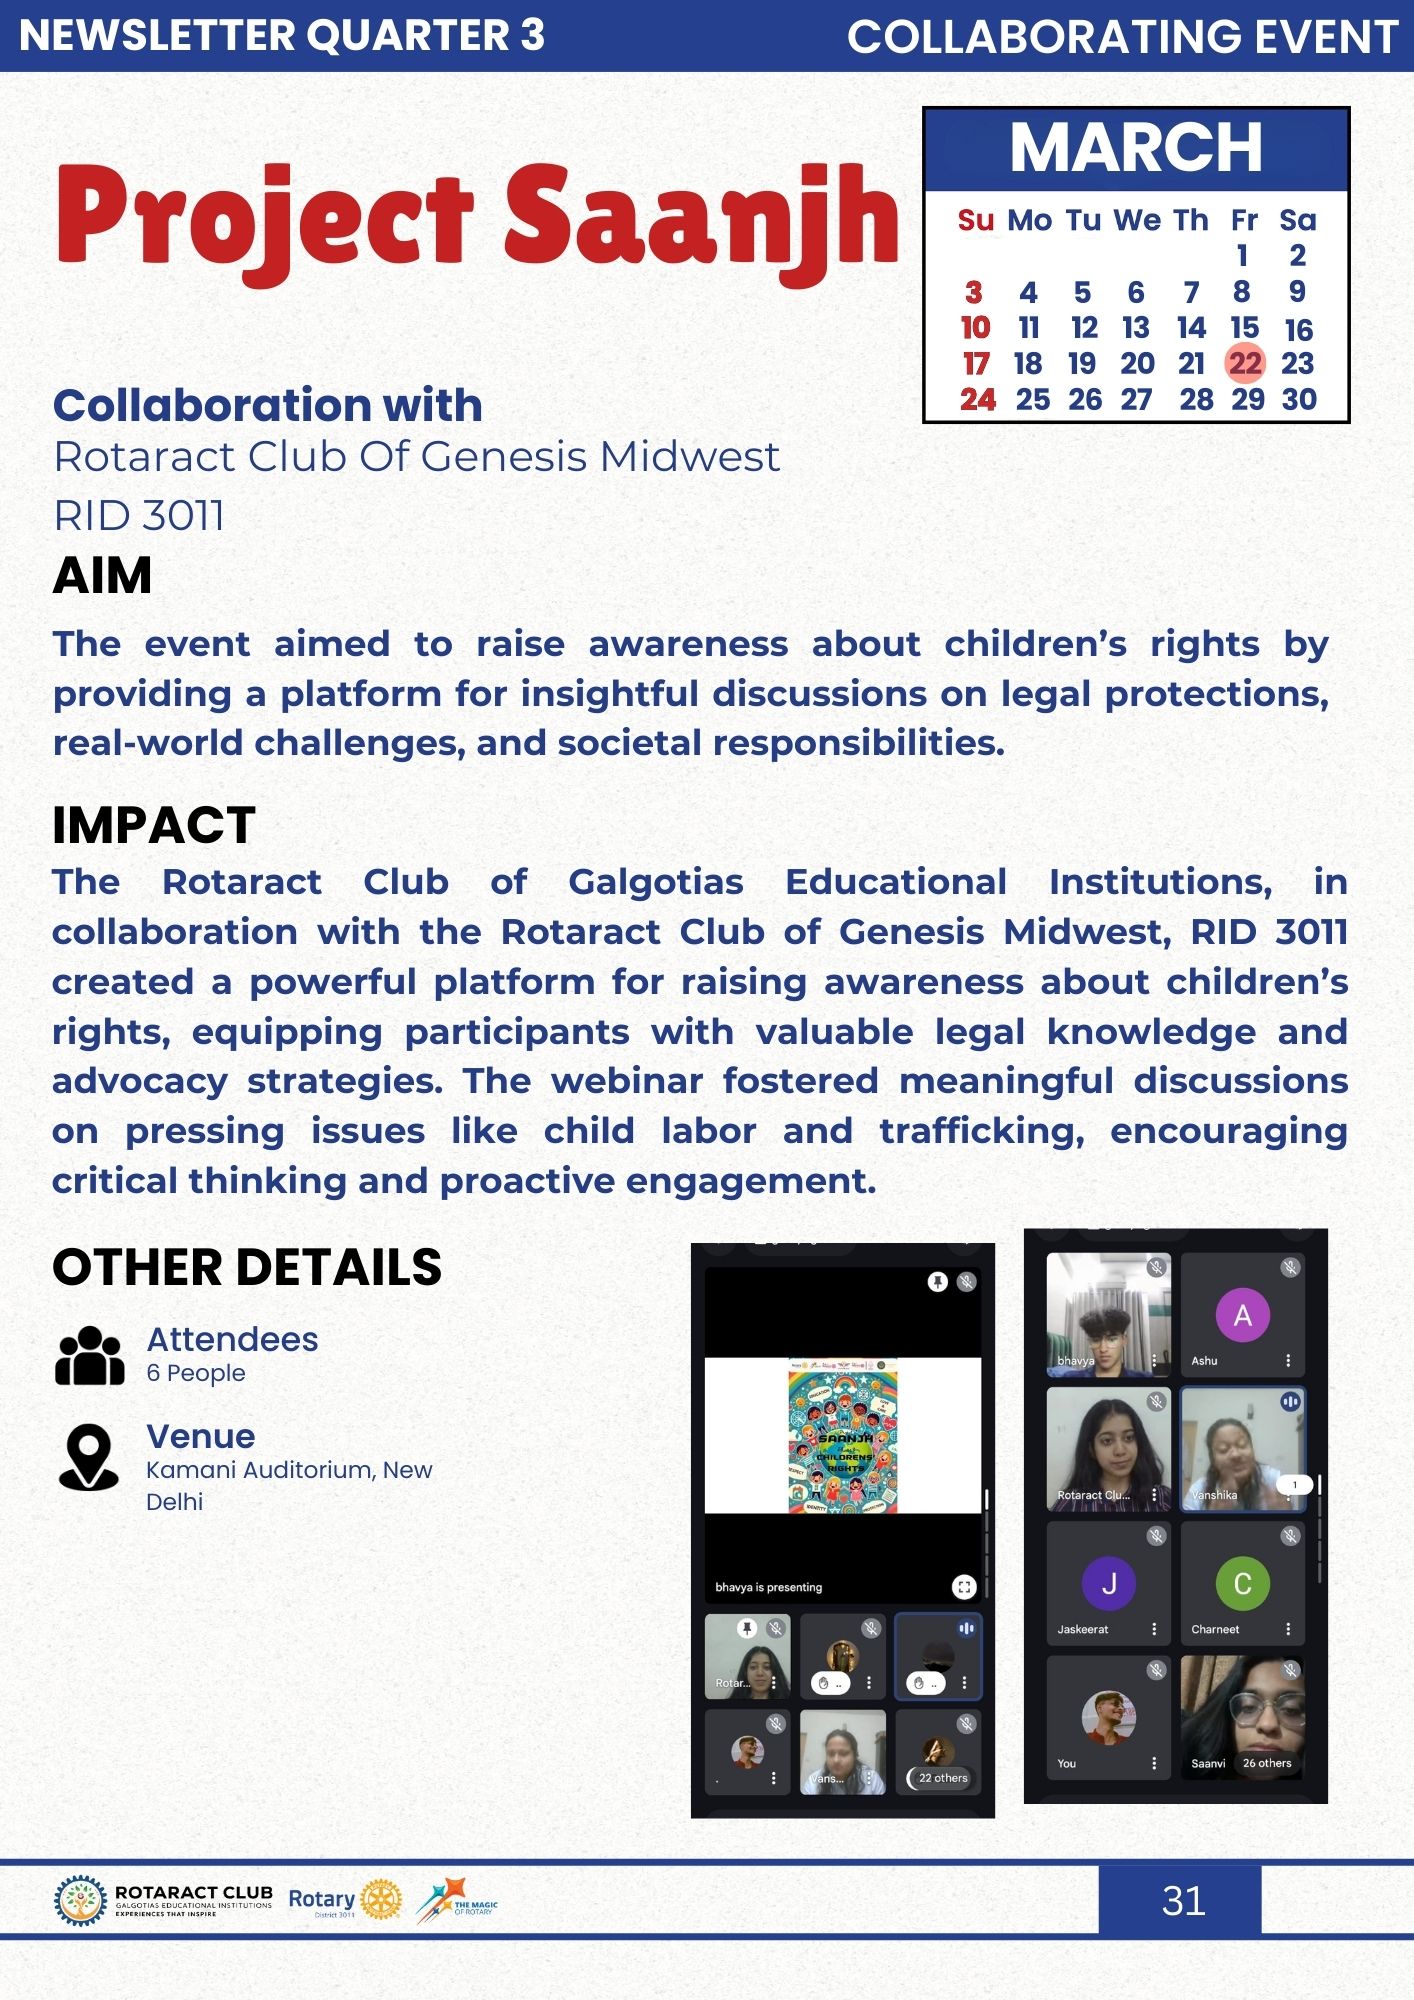 NEWSLETTER QUARTER 3
COLLABORATING EVENT
Project Saanjh
MARCH
Su Mo Tu We Th Fr Sa
1 2
3 4 5 6 7 8 9
10 11 12 13 14 15 16
17 18 19 20 21 22 23
24 25 26 27 28 29 30
Collaboration with
Rotaract Club Of Genesis Midwest
RID 3011
AIM
The event aimed to raise awareness about children’s rights by
providing a platform for insightful discussions on legal protections,
real-world challenges, and societal responsibilities.
IMPACT
The Rotaract Club of Galgotias Educational Institutions, in
collaboration with the Rotaract Club of Genesis Midwest, RID 3011
created a powerful platform for raising awareness about children’s
rights, equipping participants with valuable legal knowledge and
advocacy strategies. The webinar fostered meaningful discussions
on pressing issues like child labor and trafficking, encouraging
critical thinking and proactive engagement.
OTHER DETAILS
Attendees
6 People
Venue
Kamani Auditorium, New
Delhi
EDUCATION
SAANJH
CHILDRENS'
RIGHTS
IDENTITY
bhavya is presenting
Rotar...
..
..
.
Vans...
22 others
bhavya
A
Ashu
Rotaract Clu...
Vanshika
1
J
Jaskeerat
C
Charneet
You
Saanvi
26 others
ROTARACT CLUB
GALGOTIAS EDUCATIONAL INSTITUTIONS
EXPERIENCES THAT INSPIRE
Rotary
District 3011
THE MAGIC
OF ROTARY
31